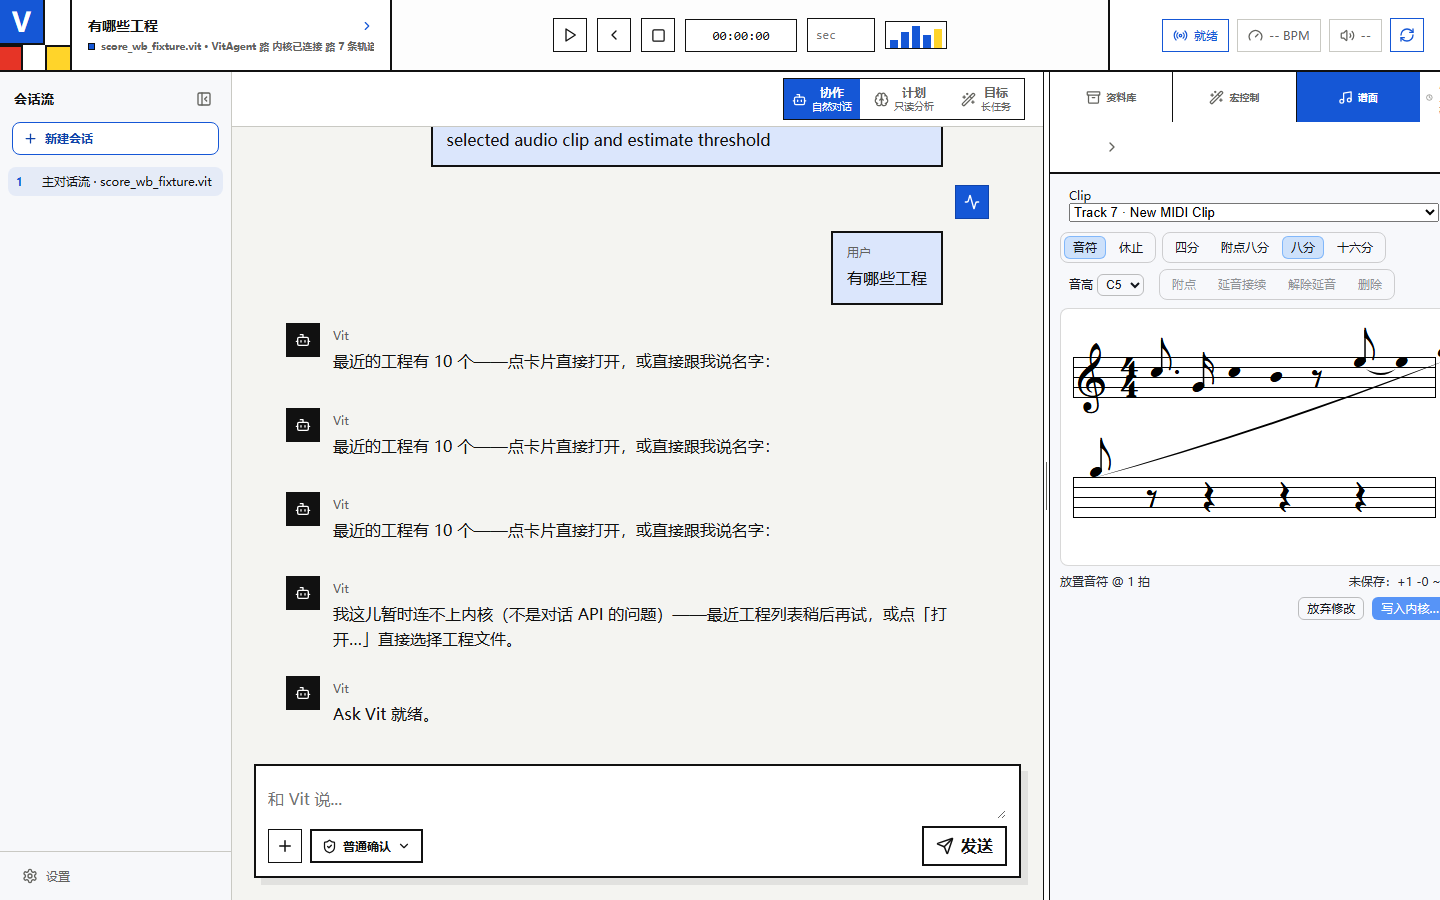 V
有哪些工程
score_wb_fixture.vit • VitAgent 路 内核已连接 路 7 条轨道
00:00:00
sec
就绪
-- BPM
--
会话流
新建会话
1 主对话流 · score_wb_fixture.vit
设置
协作
自然对话
计划
只读分析
目标
长任务
selected audio clip and estimate threshold
用户
有哪些工程
Vit
最近的工程有 10 个——点卡片直接打开，或直接跟我说名字：
Vit
最近的工程有 10 个——点卡片直接打开，或直接跟我说名字：
Vit
最近的工程有 10 个——点卡片直接打开，或直接跟我说名字：
Vit
我这儿暂时连不上内核（不是对话 API 的问题）——最近工程列表稍后再试，或点「打
开...」直接选择工程文件。
Vit
Ask Vit 就绪。
和 Vit 说...
普通确认
发送
资料库
宏控制
谱面
Clip
Track 7 · New MIDI Clip
音符 休止 四分 附点八分 八分 十六分
音高 C5 附点 延音接续 解除延音 删除
放置音符 @ 1 拍
未保存：+1 -0 ~
放弃修改
写入内核...